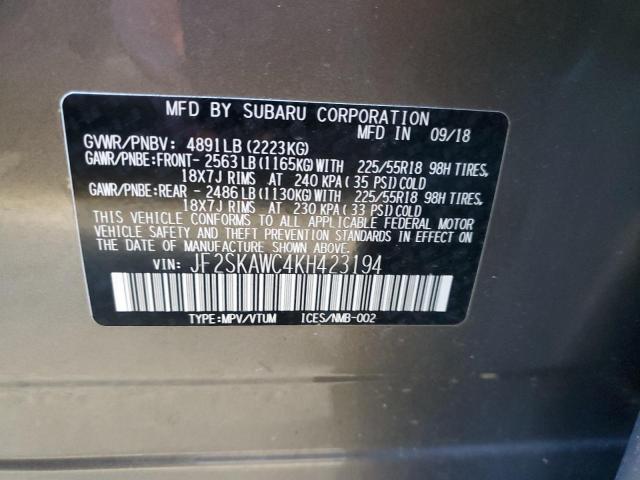 MFD BY SUBARU CORPORATION
MFD IN 09/18
GVWR/PNBV: 4891LB (2223KG)
GAWR/PNBE:FRONT- 2563LB (1165KG) WITH 225/55R18 98H TIRES,
18X7J RIMS AT 240 KPA ( 35 PSI) COLD
GAWR/PNBE:REAR - 2486LB (1130KG) WITH 225/55R18 98H TIRES,
18X7J RIMS AT 230 KPA ( 33 PSI) COLD
THIS VEHICLE CONFORMS TO ALL APPLICABLE FEDERAL MOTOR
VEHICLE SAFETY AND THEFT PREVENTION STANDARDS IN EFFECT ON
THE DATE OF MANUFACTURE SHOWN ABOVE.
VIN: JF2SKAWC4KH423194
TYPE:MPV/VTUM ICES/NMB-002